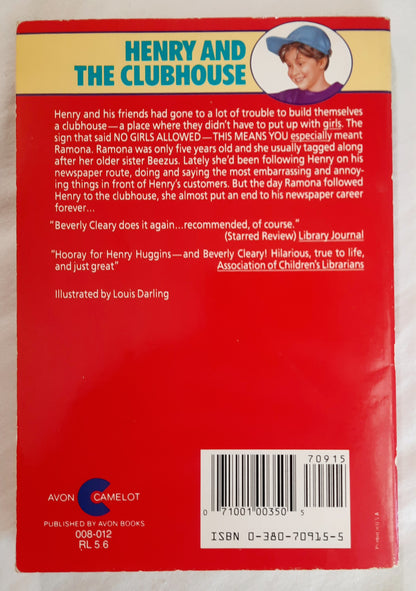 HENRY AND
THE CLUBHOUSE
Henry and his friends had gone to a lot of trouble to build themselves
a clubhouse—a place where they didn't have to put up with girls. The
sign that said NO GIRLS ALLOWED—THIS MEANS YOU especially meant
Ramona. Ramona was only five years old and she usually tagged along
after her older sister Beezus. Lately she'd been following Henry on his
newspaper route, doing and saying the most embarrassing and annoy-
ing things in front of Henry's customers. But the day Ramona followed
Henry to the clubhouse, she almost put an end to his newspaper career
forever...
"Beverly Cleary does it again...recommended, of course."
(Starred Review) Library Journal
"Hooray for Henry Huggins—and Beverly Cleary! Hilarious, true to life,
and just great" Association of Children's Librarians
Illustrated by Louis Darling
70915
0 71001 00350 5
ISBN 0-380-70915-5
Printed in U.S.A.
AVON CAMELOT
PUBLISHED BY AVON BOOKS
008-012
RL 5.6